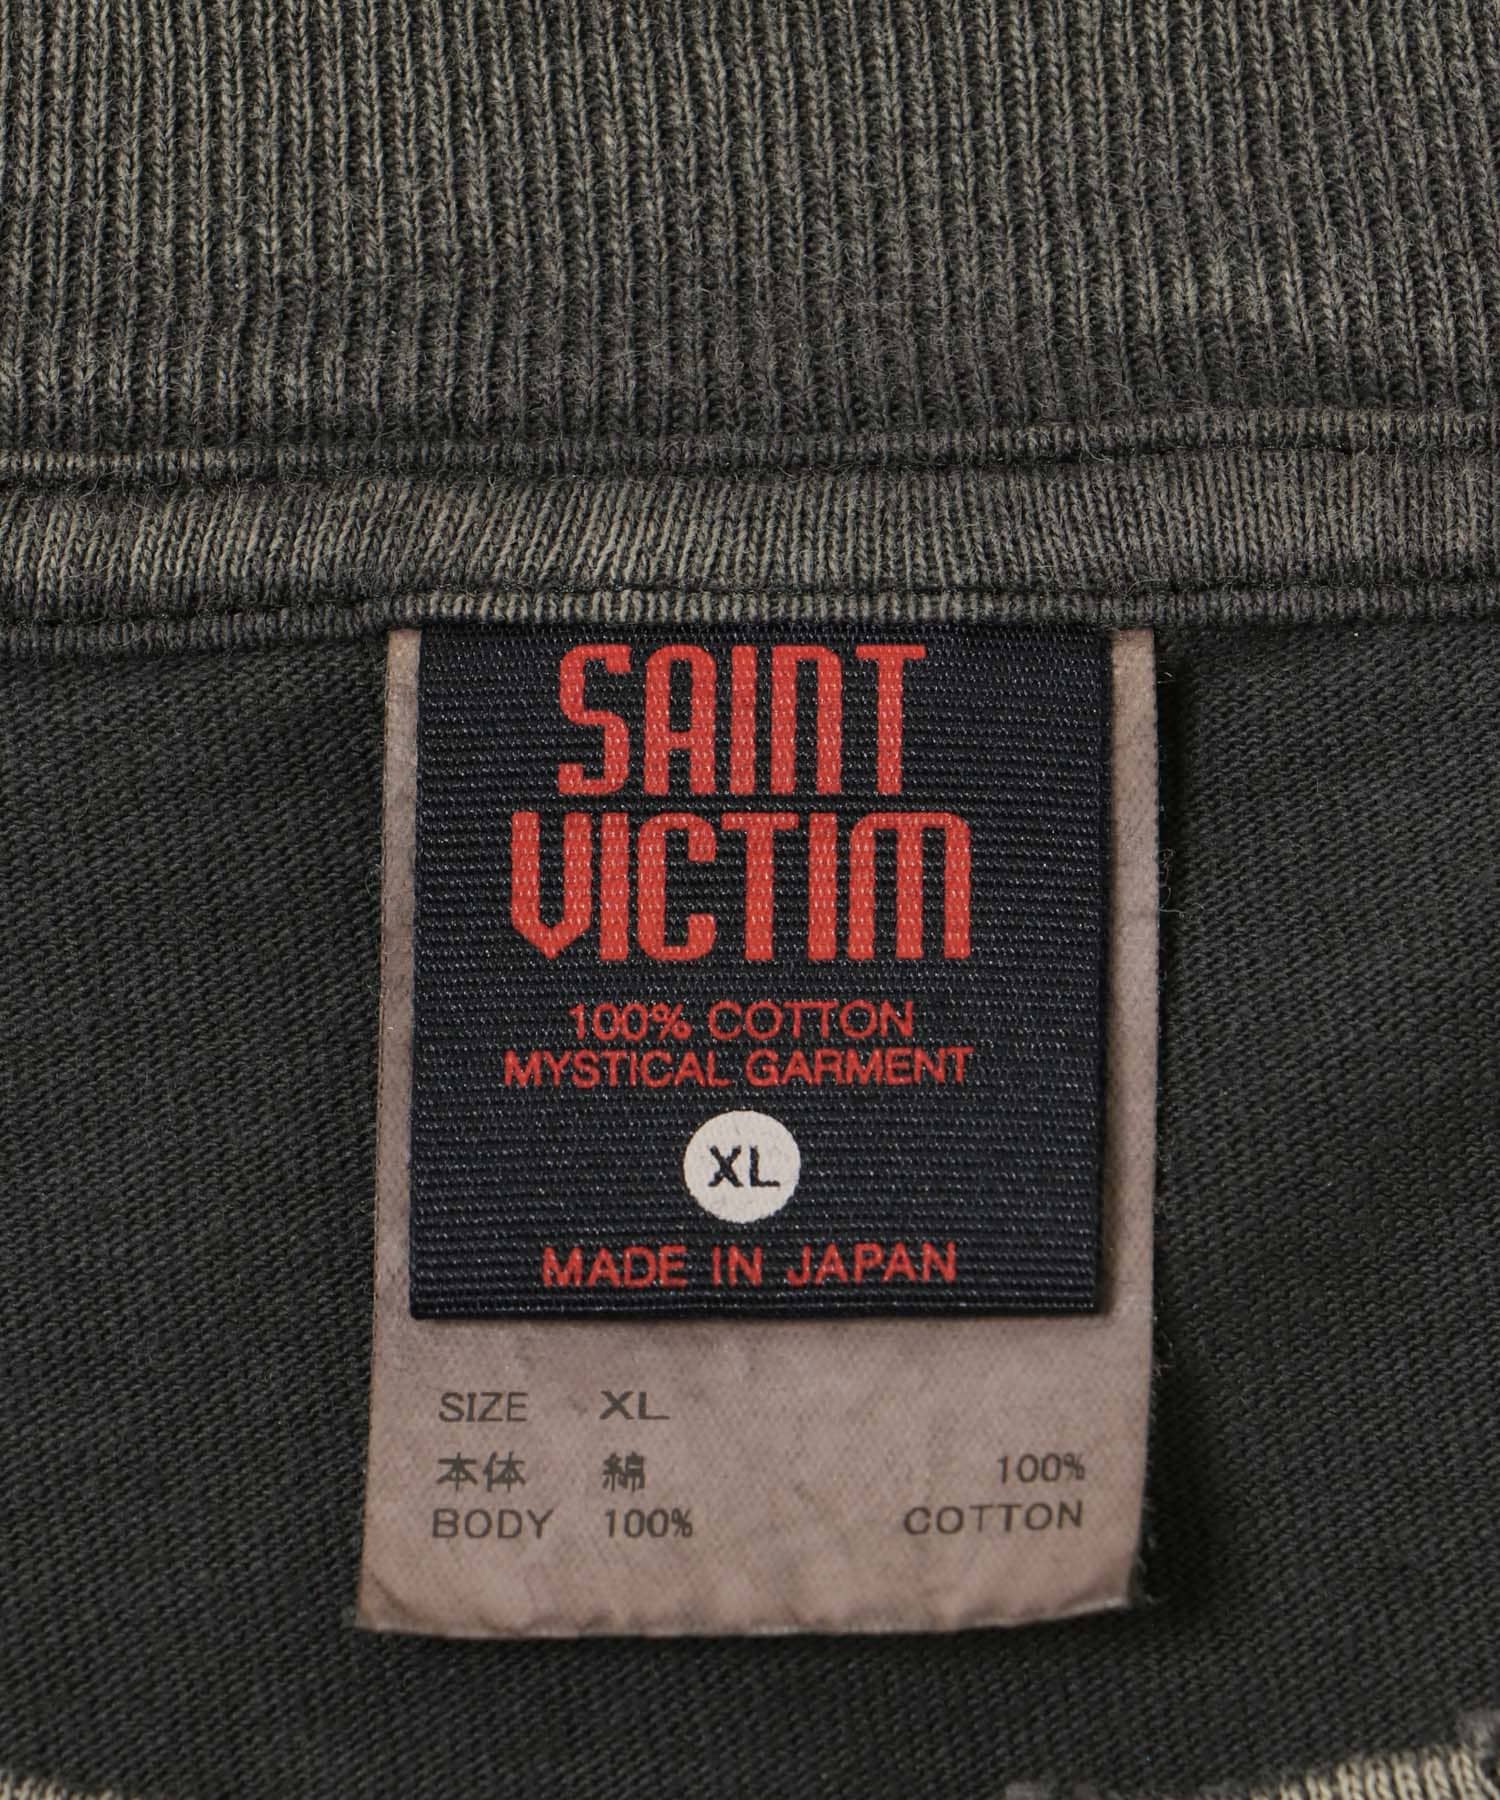 SAINT
VICTIM
100% COTTON
MYSTICAL GARMENT
XL
MADE IN JAPAN
SIZE XL
本体 綿 100%
BODY 100% COTTON